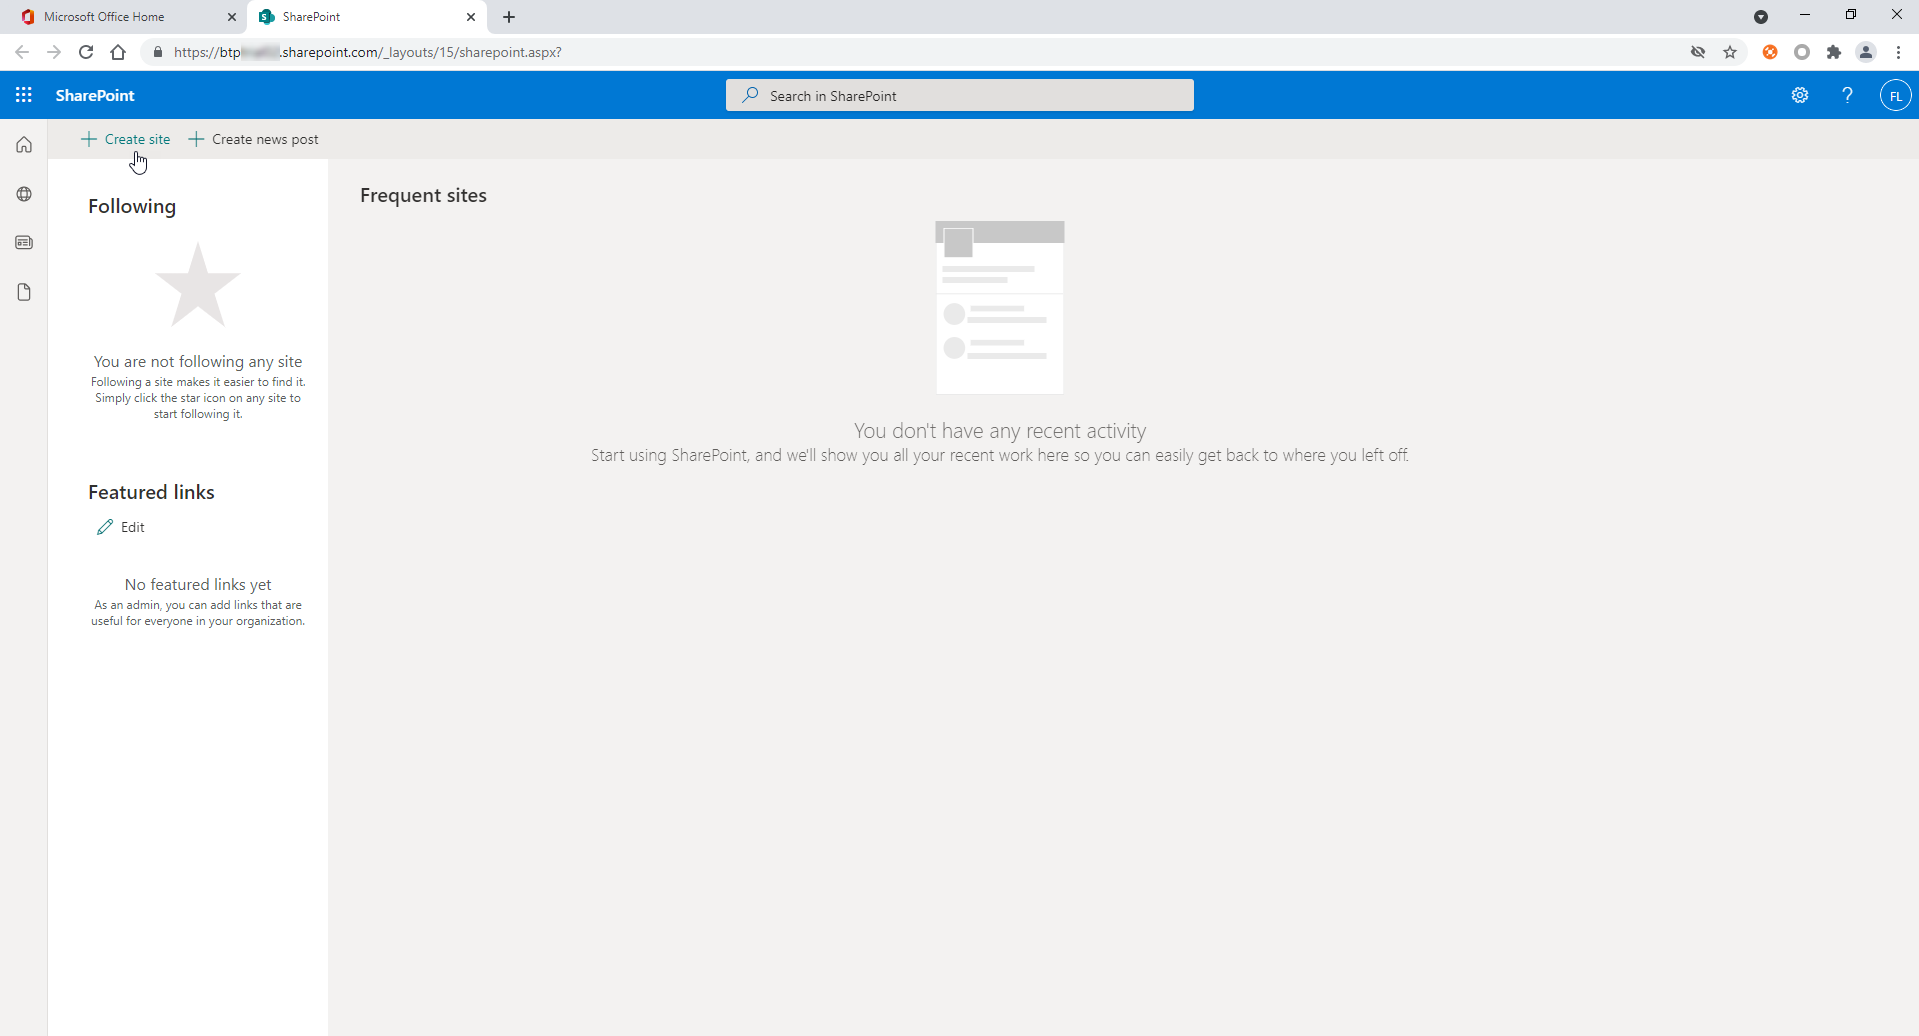 Microsoft Office Home
SharePoint
https://btp .sharepoint.com/_layouts/15/sharepoint.aspx?
SharePoint
Search in SharePoint
?
FL
Create site
Create news post
Following
You are not following any site
Following a site makes it easier to find it.
Simply click the star icon on any site to
start following it.
Featured links
Edit
No featured links yet
As an admin, you can add links that are
useful for everyone in your organization.
Frequent sites
You don't have any recent activity
Start using SharePoint, and we'll show you all your recent work here so you can easily get back to where you left off.